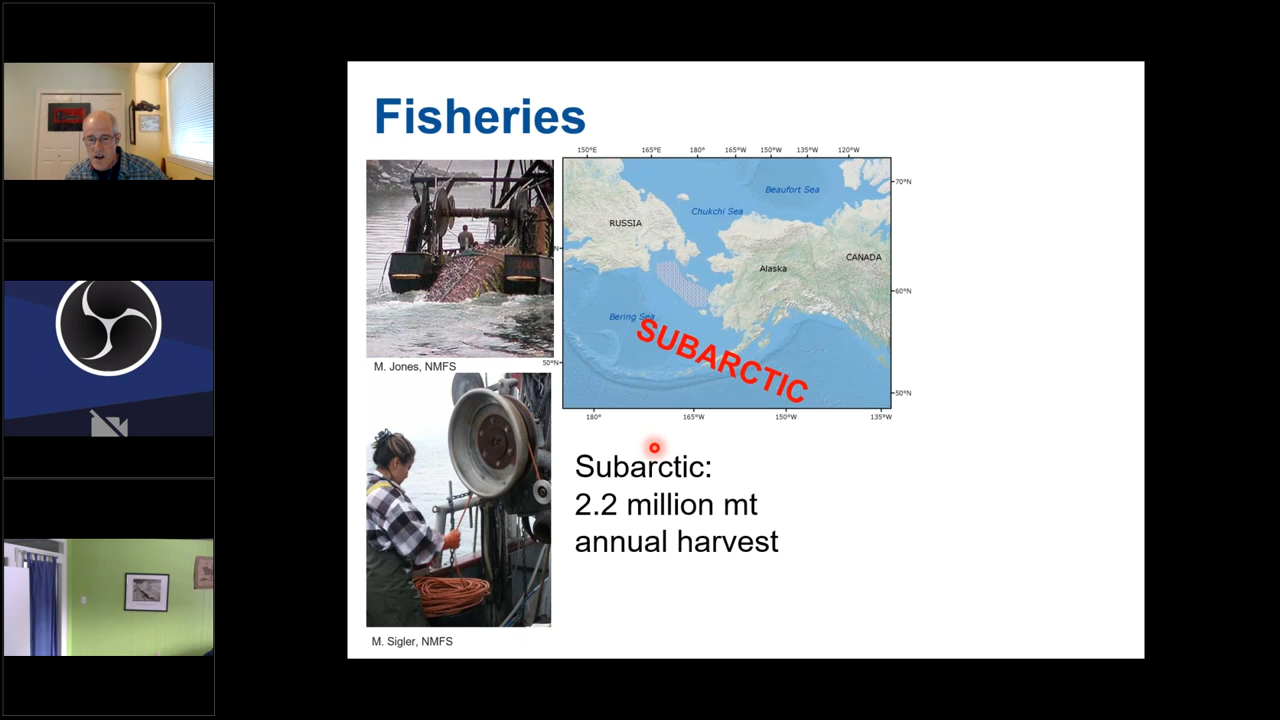 Fisheries
150°E 165°E 180° 165°W 150°W 135°W 120°W
Beaufort Sea
70°N
Chukchi Sea
RUSSIA
CANADA
Alaska
60°N
Bering Sea
SUBARCTIC
50°N
50°N
180° 165°W 150°W 135°W
M. Jones, NMFS
Subarctic:
2.2 million mt
annual harvest
M. Sigler, NMFS